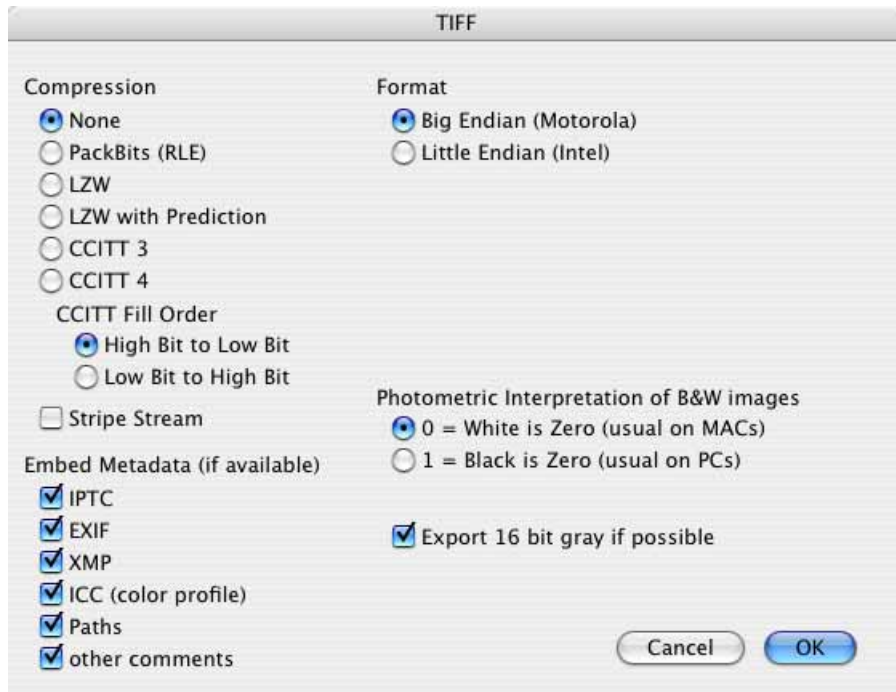 TIFF
Compression
None
PackBits (RLE)
LZW
LZW with Prediction
CCITT 3
CCITT 4
CCITT Fill Order
High Bit to Low Bit
Low Bit to High Bit
Stripe Stream
Embed Metadata (if available)
IPTC
EXIF
XMP
ICC (color profile)
Paths
other comments
Format
Big Endian (Motorola)
Little Endian (Intel)
Photometric Interpretation of B&W images
0 = White is Zero (usual on MACs)
1 = Black is Zero (usual on PCs)
Export 16 bit gray if possible
Cancel
OK